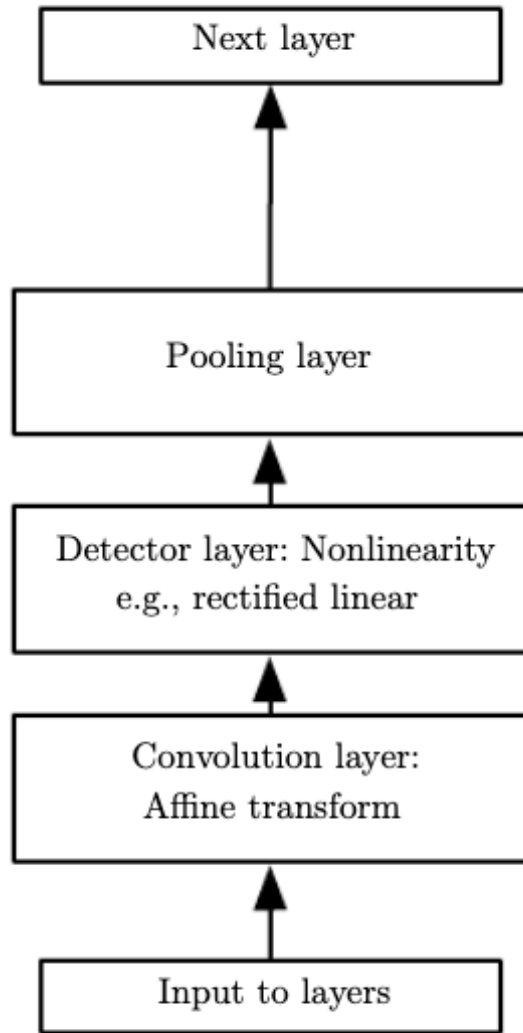 Next layer
Pooling layer
Detector layer: Nonlinearity
e.g., rectified linear
Convolution layer:
Affine transform
Input to layers